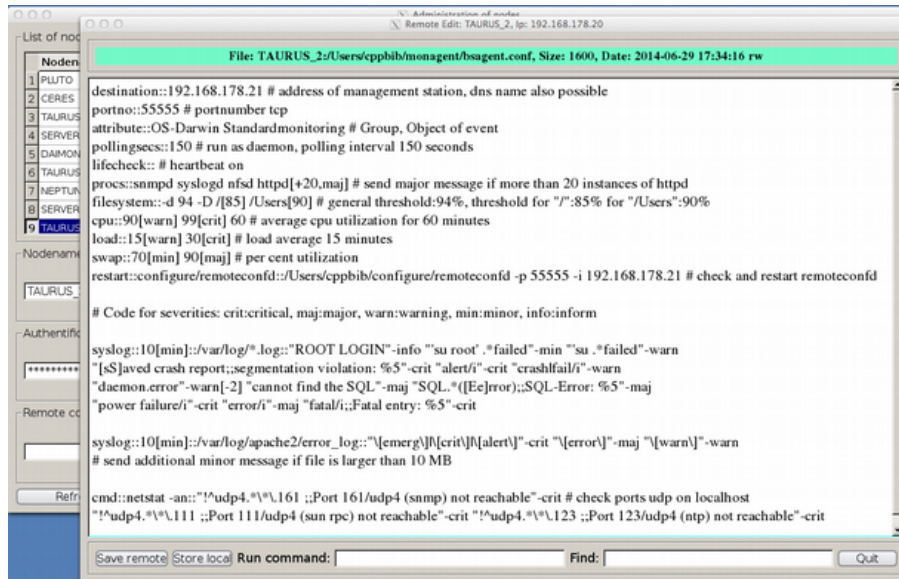 Administration of nodes
Remote Edit: TAURUS_2, Ip: 192.168.178.20
List of nod
File: TAURUS_2:/Users/cppbib/monagent/bsagent.conf, Size: 1600, Date: 2014-06-29 17:34:16 rw
Noden
1 PLUTO
2 CERES
3 TAURUS
4 SERVER
5 DAIMON
6 TAURUS
7 NEPTUN
8 SERVER
9 TAURUS
Nodename
TAURUS_2
Authentific
***********
Remote co
Refr
destination::192.168.178.21 # address of management station, dns name also possible
portno::55555 # portnumber tcp
attribute::OS-Darwin Standardmonitoring # Group, Object of event
pollingsecs::150 # run as daemon, polling interval 150 seconds
lifecheck:: # heartbeat on
procs::snmpd syslogd nfsd httpd[+20,maj] # send major message if more than 20 instances of httpd
filesystem::-d 94 -D /[85] /Users[90] # general threshold:94%, threshold for "/":85% for "/Users":90%
cpu::90[warn] 99[crit] 60 # average cpu utilization for 60 minutes
load::15[warn] 30[crit] # load average 15 minutes
swap::70[min] 90[maj] # per cent utilization
restart::configure/remoteconfd::/Users/cppbib/configure/remoteconfd -p 55555 -i 192.168.178.21 # check and restart remoteconfd
# Code for severities: crit:critical, maj:major, warn:warning, min:minor, info:inform
syslog::10[min]::/var/log/*.log::"ROOT LOGIN"-info "'su root' .*failed"-min "'su .*failed"-warn
"[sS]aved crash report;;segmentation violation: %5"-crit "alert/i"-crit "crash|fail/i"-warn
"daemon.error"-warn[-2] "cannot find the SQL"-maj "SQL.*([Ee]rror);;SQL-Error: %5"-maj
"power failure/i"-crit "error/i"-maj "fatal/i;;Fatal entry: %5"-crit
syslog::10[min]::/var/log/apache2/error_log::"\[emerg\]|\[crit\]|\[alert\]"-crit "\[error\]"-maj "\[warn\]"-warn
# send additional minor message if file is larger than 10 MB
cmd::netstat -an::"!^udp4.*\*\.161 ;;Port 161/udp4 (snmp) not reachable"-crit # check ports udp on localhost
"!^udp4.*\*\.111 ;;Port 111/udp4 (sun rpc) not reachable"-crit "!^udp4.*\*\.123 ;;Port 123/udp4 (ntp) not reachable"-crit
Save remote Store local Run command: Find: Quit